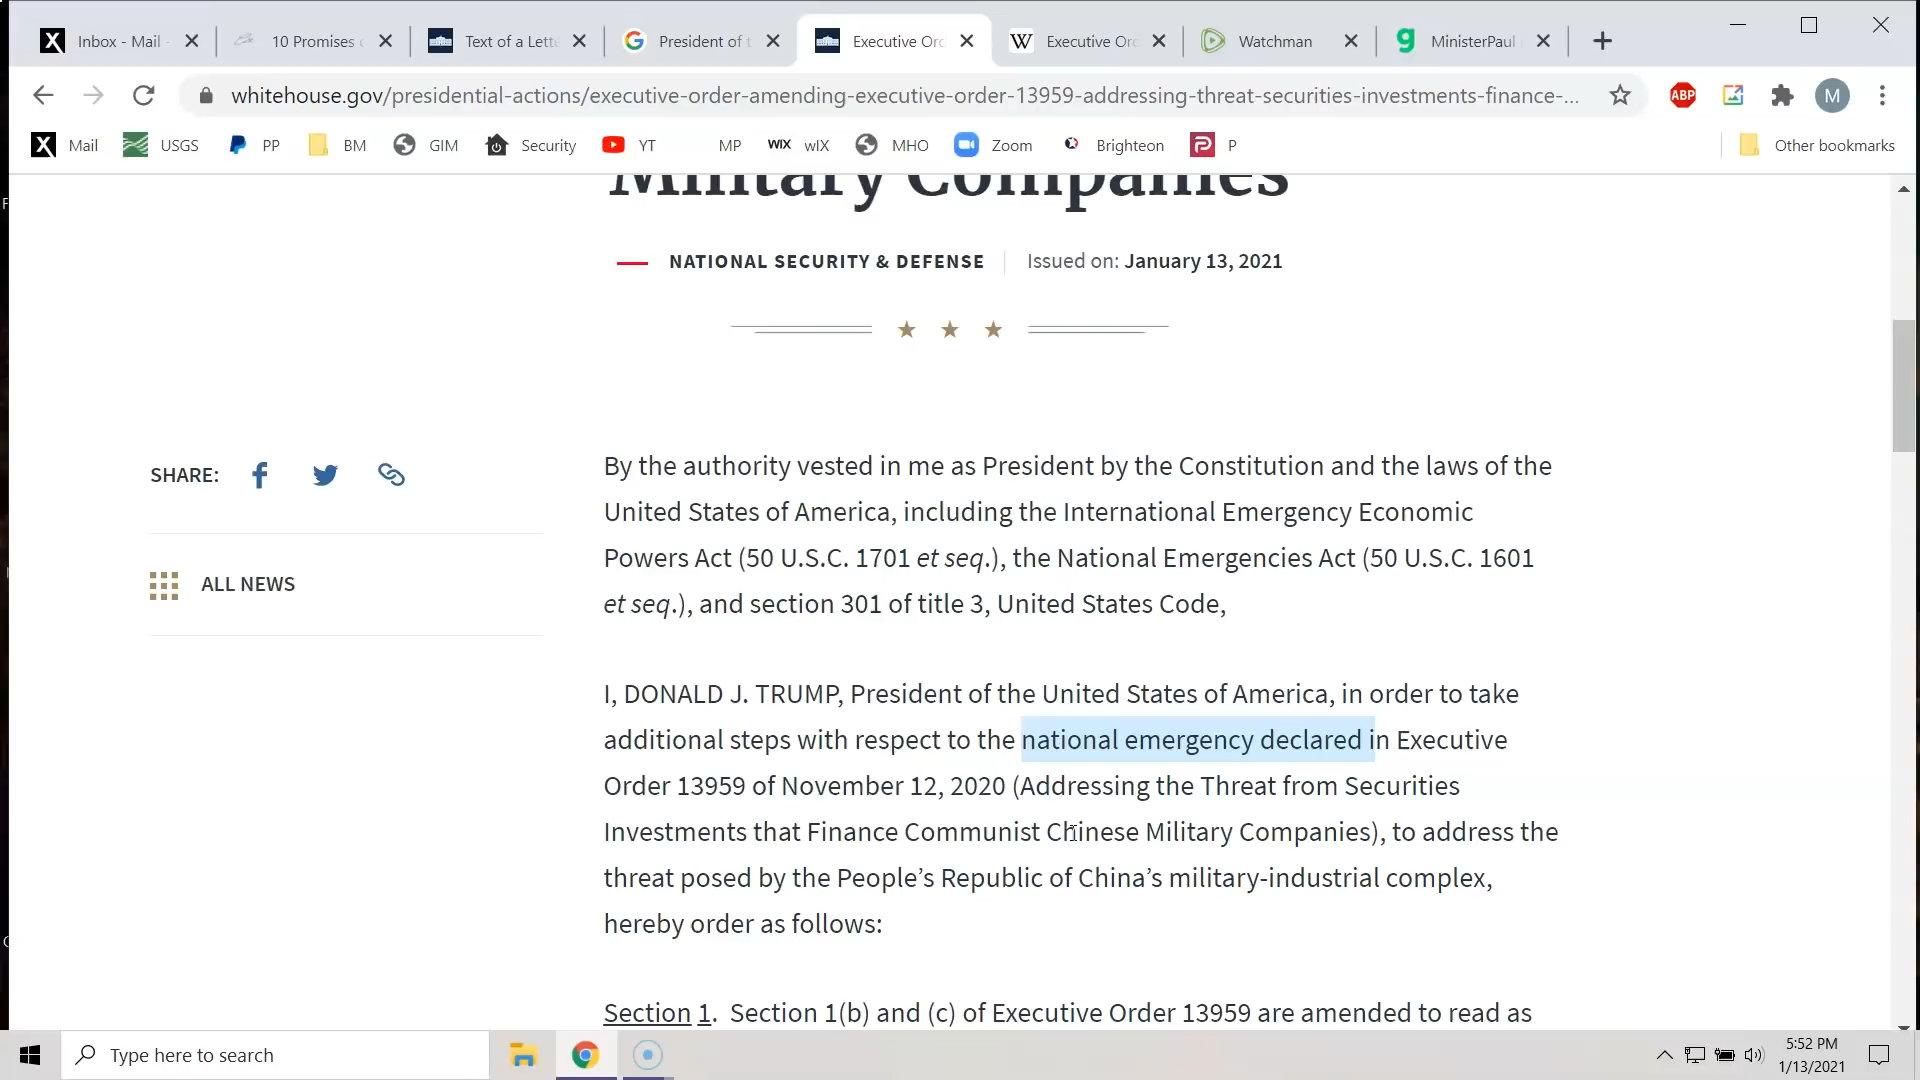 Inbox - Mail
10 Promises
Text of a Lett
President of t
Executive Orc
Executive Orc
Watchman
MinisterPaul
whitehouse.gov/presidential-actions/executive-order-amending-executive-order-13959-addressing-threat-securities-investments-finance-...
ABP
M
Mail
USGS
PP
BM
GIM
Security
YT
MP
WIX
wIX
MHO
Zoom
Brighteon
P
Other bookmarks
Military Companies
NATIONAL SECURITY & DEFENSE
Issued on: January 13, 2021
SHARE:
ALL NEWS
By the authority vested in me as President by the Constitution and the laws of the
United States of America, including the International Emergency Economic
Powers Act (50 U.S.C. 1701 et seq.), the National Emergencies Act (50 U.S.C. 1601
et seq.), and section 301 of title 3, United States Code,
I, DONALD J. TRUMP, President of the United States of America, in order to take
additional steps with respect to the national emergency declared in Executive
Order 13959 of November 12, 2020 (Addressing the Threat from Securities
Investments that Finance Communist Chinese Military Companies), to address the
threat posed by the People’s Republic of China’s military-industrial complex,
hereby order as follows:
Section 1. Section 1(b) and (c) of Executive Order 13959 are amended to read as
Type here to search
5:52 PM
1/13/2021